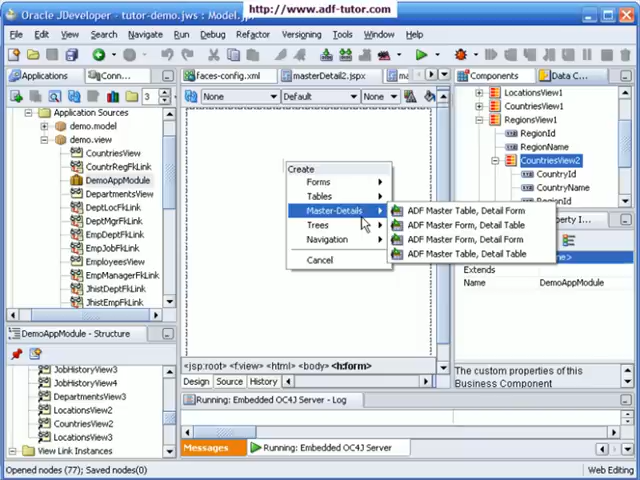 http://www.adf-tutor.com
Oracle JDeveloper - tutor-demo.jws : Model.jpr
File Edit View Search Navigate Run Debug Refactor Versioning Tools Window Help
Applications
Conn...
3
Application Sources
demo.model
demo.view
CountriesView
CountrRegFkLink
DemoAppModule
DeptLocFkLink
DeptMgrFkLink
EmpDeptFkLink
EmpJobFkLink
EmployeesView
EmpManagerFkLink
JhistDeptFkLink
JhistEmpFkLink
DemoAppModule - Structure
JobHistoryView3
JobHistoryView4
DepartmentsView3
LocationsView2
CountriesView2
LocationsView3
View Link Instances
faces-config.xml
masterDetail2.jspx
None
Default
None
Create
Forms
Tables
Master-Details
Trees
Navigation
Cancel
ADF Master Table, Detail Form
ADF Master Form, Detail Table
ADF Master Form, Detail Form
ADF Master Table, Detail Table
<jsp:root> <f:view> <html> <body> <h:form>
Design Source History
Running: Embedded OC4J Server - Log
Messages
Running: Embedded OC4J Server
Components
Data C...
LocationsView1
CountriesView1
RegionsView1
RegionId
RegionName
CountriesView2
CountryId
CountryName
Extends
Name DemoAppModule
The custom properties of this
Business Component
Opened nodes (77); Saved nodes(0)
Web Editing